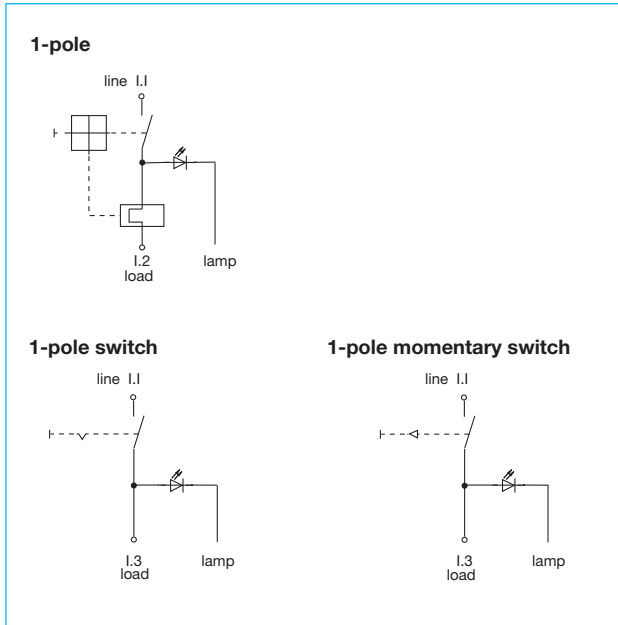 1-pole
line I.I
I.2
load
lamp
1-pole switch
line I.I
I.3
load
lamp
1-pole momentary switch
line I.I
I.3
load
lamp